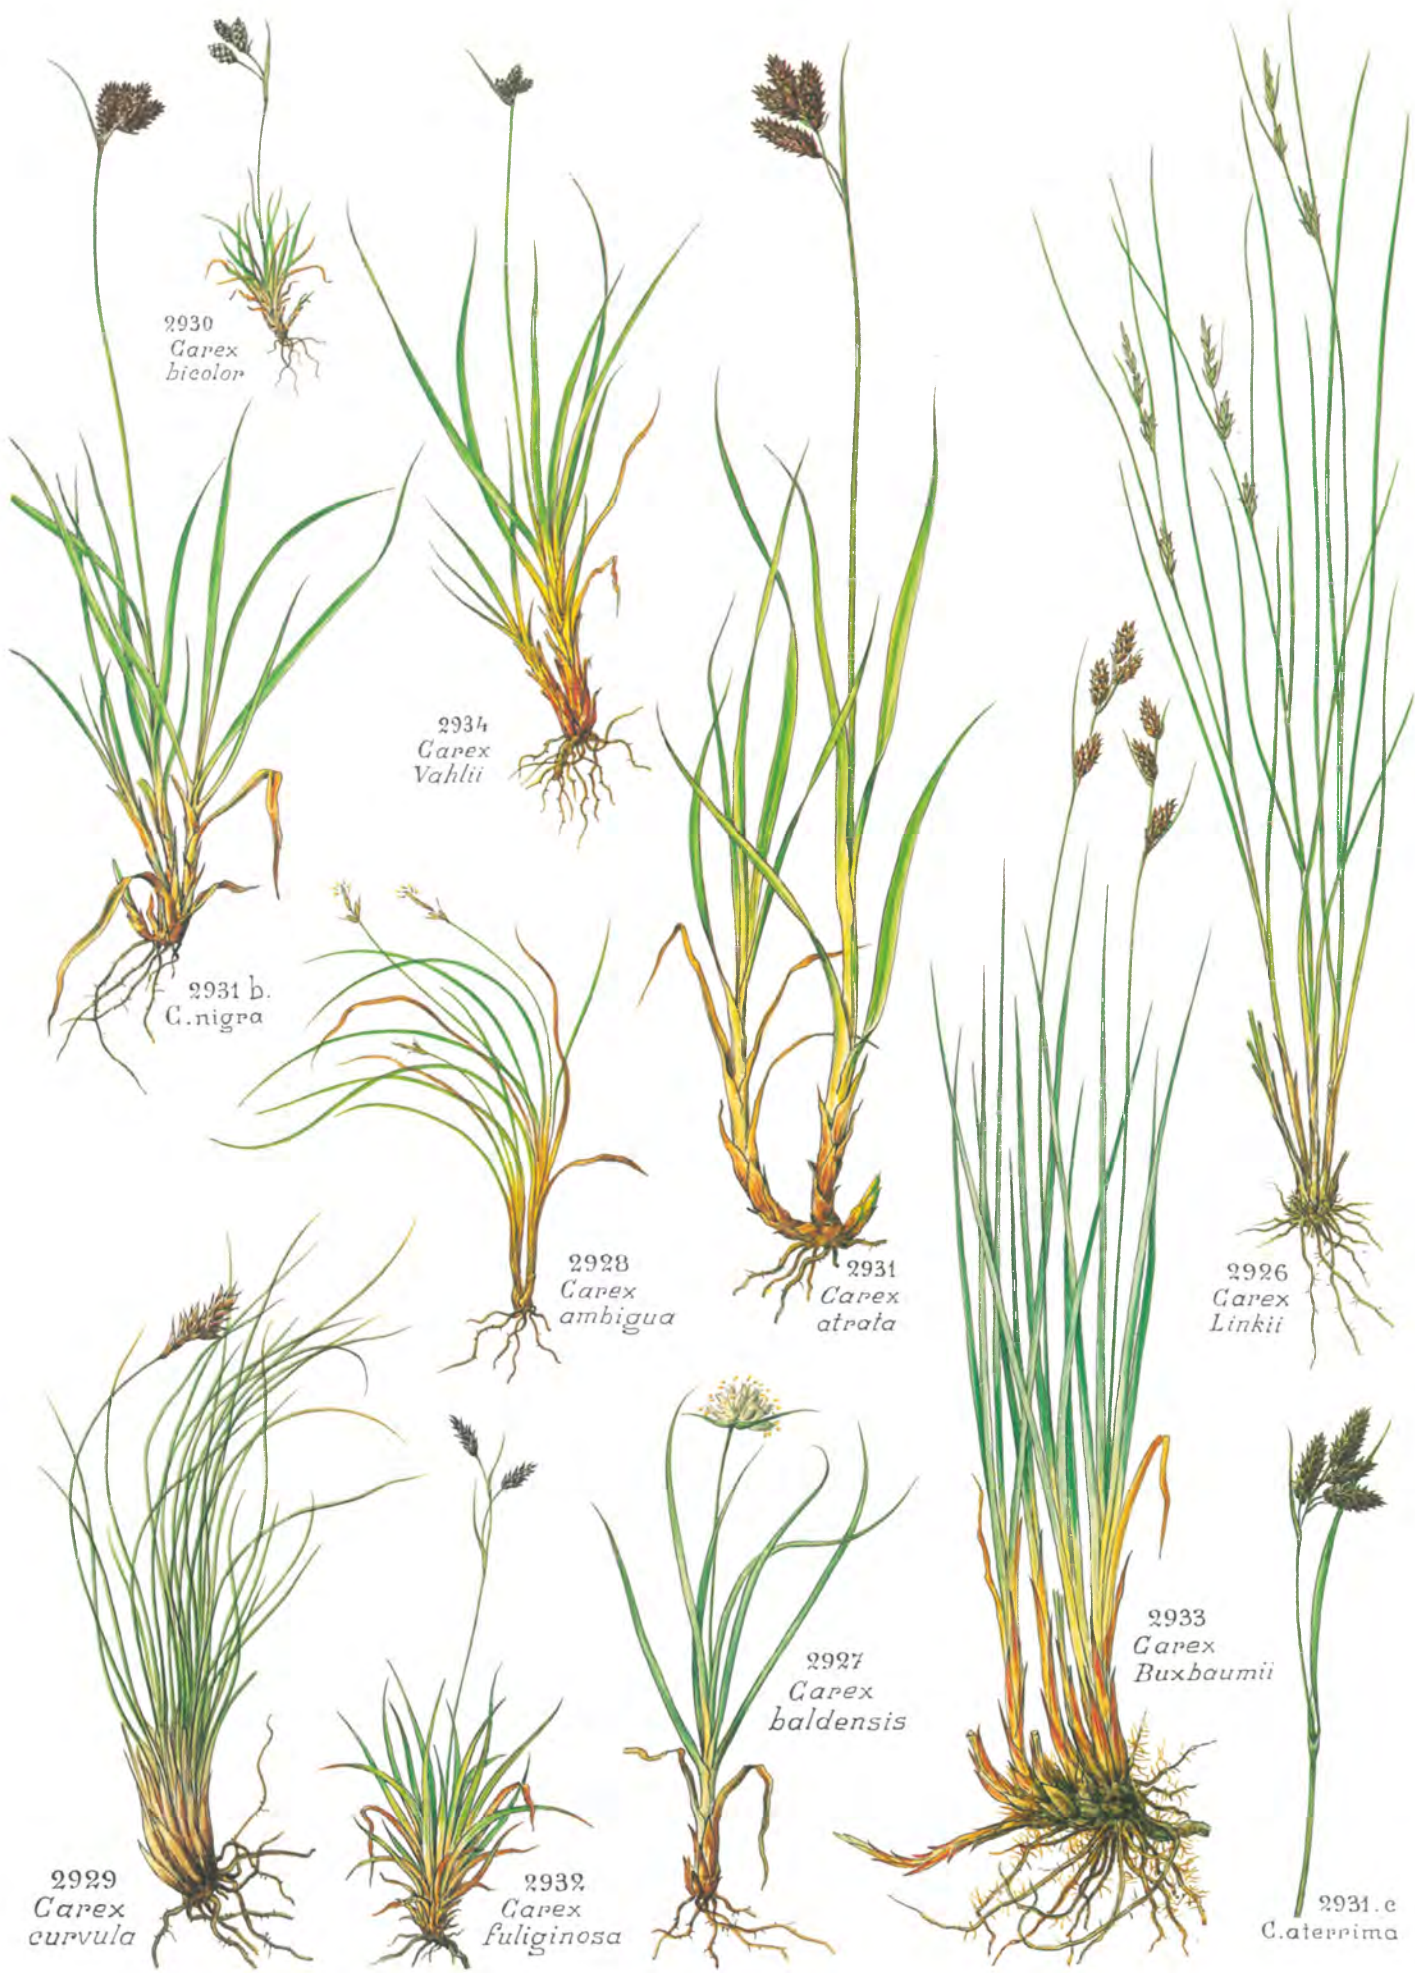 2930
Carex
bicolor
2934
Carex
Vahlii
2931 b.
C. nigra
2928
Carex
ambigua
2931
Carex
atrata
2926
Carex
Linkii
2933
Carex
Buxbaumii
2927
Carex
baldensis
2929
Carex
curvula
2932
Carex
fuliginosa
2931. c
C. aterrima